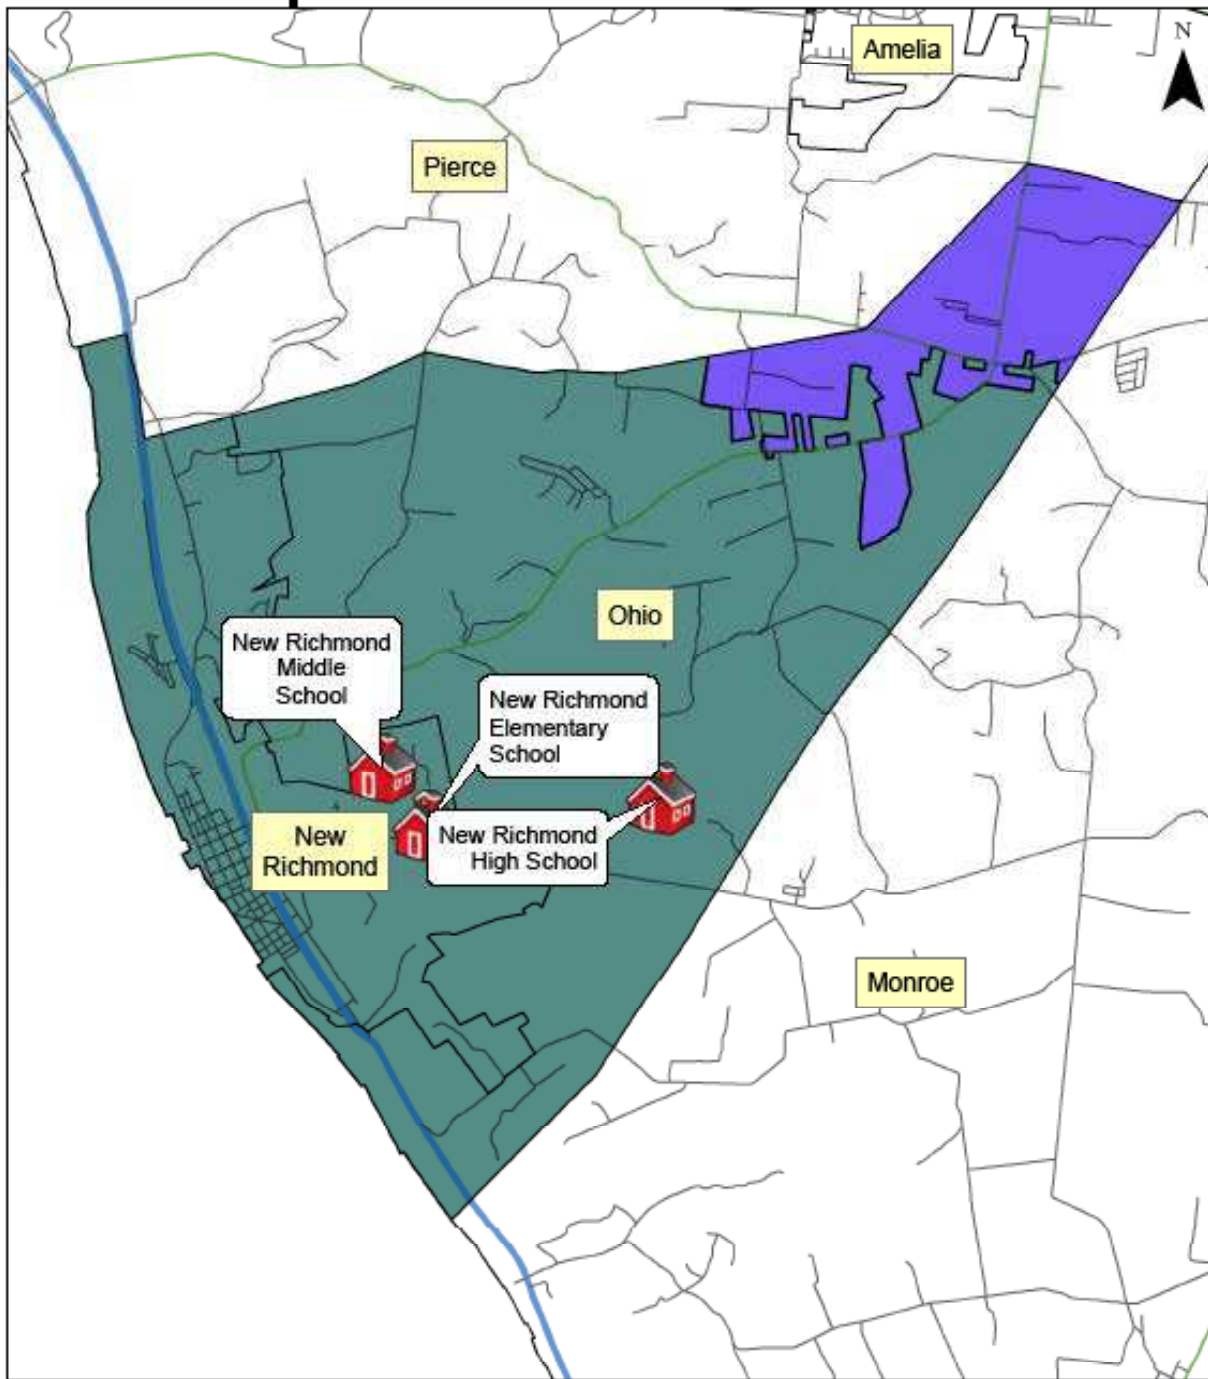 Amelia
N
Pierce
Ohio
New Richmond
Middle
School
New Richmond
Elementary
School
New Richmond
High School
New
Richmond
Monroe